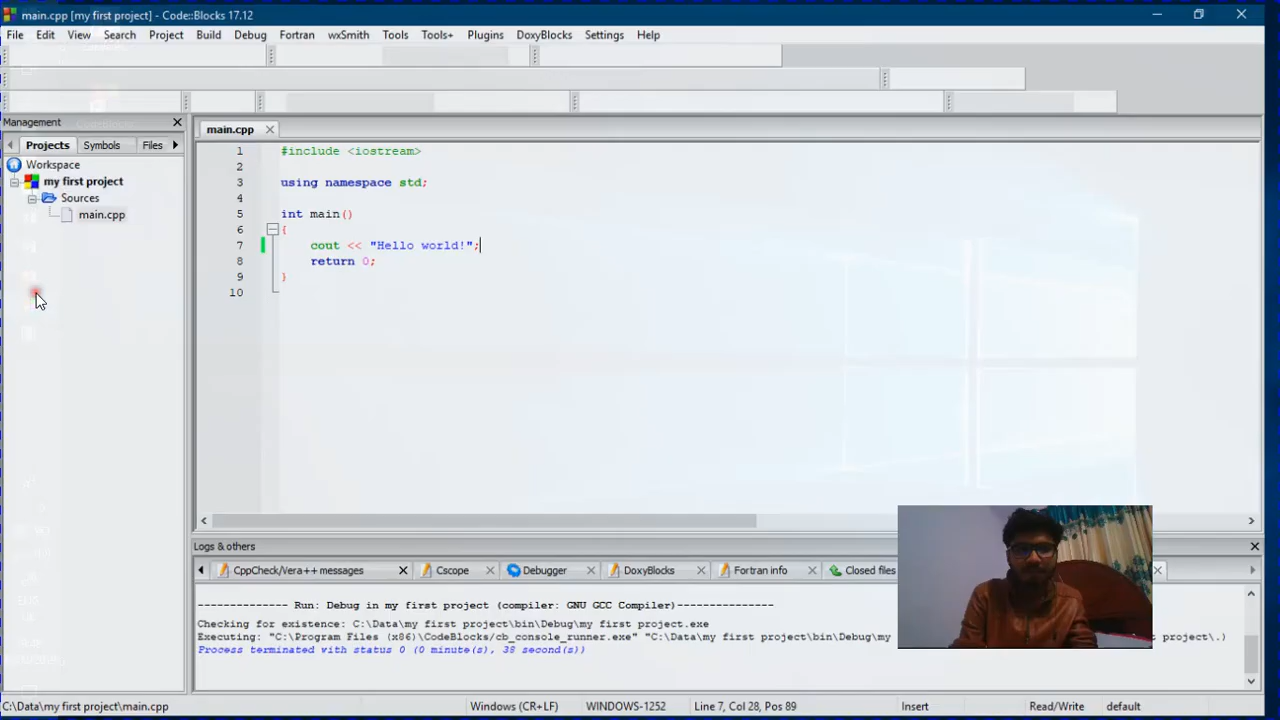 main.cpp [my first project] - Code::Blocks 17.12
File Edit View Search Project Build Debug Fortran wxSmith Tools Tools+ Plugins DoxyBlocks Settings Help
Management
Projects Symbols Files
Workspace
my first project
Sources
main.cpp
main.cpp
1 #include <iostream>
2
3 using namespace std;
4
5 int main()
6 {
7 cout << "Hello world!";
8 return 0;
9 }
10
Logs & others
CppCheck/Vera++ messages Cscope Debugger DoxyBlocks Fortran info Closed files
-------------- Run: Debug in my first project (compiler: GNU GCC Compiler)---------------
Checking for existence: C:\Data\my first project\bin\Debug\my first project.exe
Executing: "C:\Program Files (x86)\CodeBlocks/cb_console_runner.exe" "C:\Data\my first project\bin\Debug\my t project\.)
Process terminated with status 0 (0 minute(s), 38 second(s))
C:\Data\my first project\main.cpp Windows (CR+LF) WINDOWS-1252 Line 7, Col 28, Pos 89 Insert Read/Write default